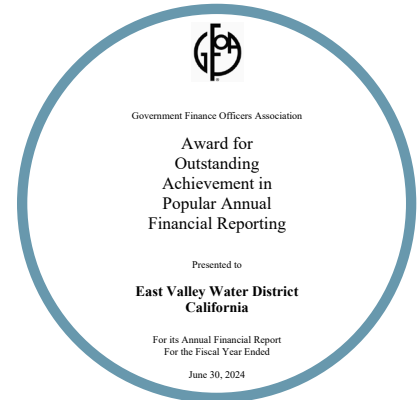 GFOA
Government Finance Officers Association
Award for
Outstanding
Achievement in
Popular Annual
Financial Reporting
Presented to
East Valley Water District
California
For its Annual Financial Report
For the Fiscal Year Ended
June 30, 2024